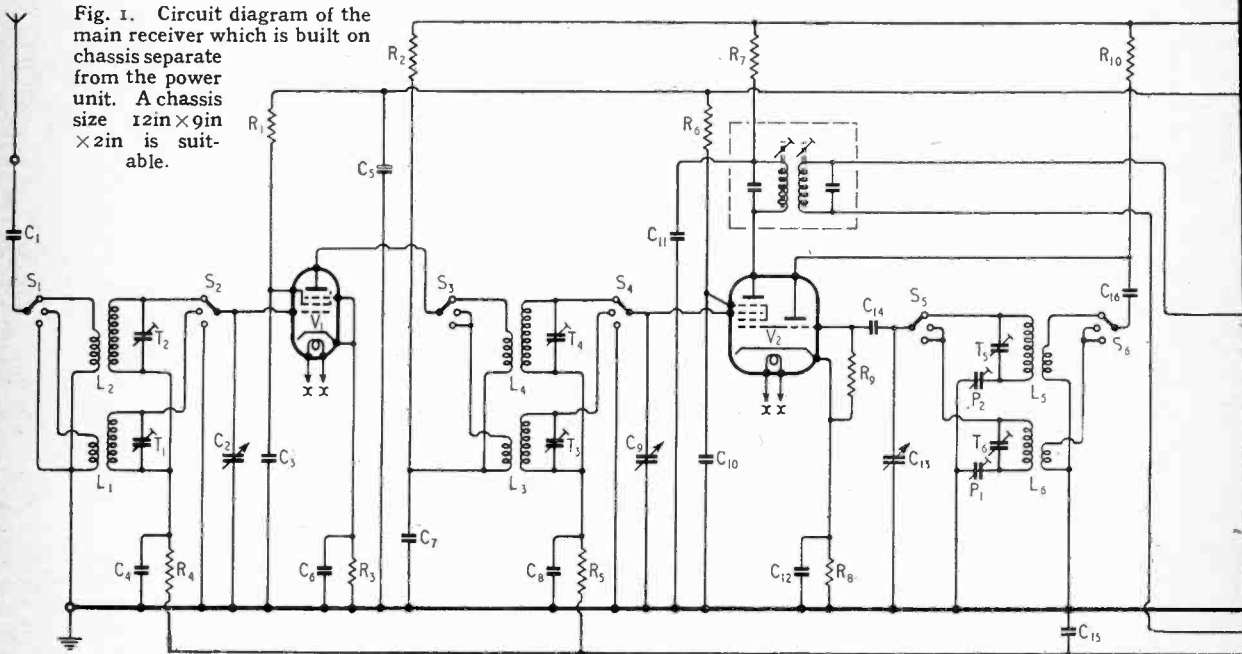 Fig. 1. Circuit diagram of the
main receiver which is built on
chassis separate
from the power
unit. A chassis
size 12in×9in
×2in is suit-
able.
R2
R7
R10
R1
C5
R6
C11
C1
S1
S2
V1
S3
S4
V2
C14
S5
C16
S6
T2
T4
T5
R9
L2
L4
P2
L5
x x
x x
T1
C2
C3
T3
C9
C10
C13
T6
L1
L3
P1
L6
C4
R4
C6
R3
C7
C8
R5
C12
R8
C15